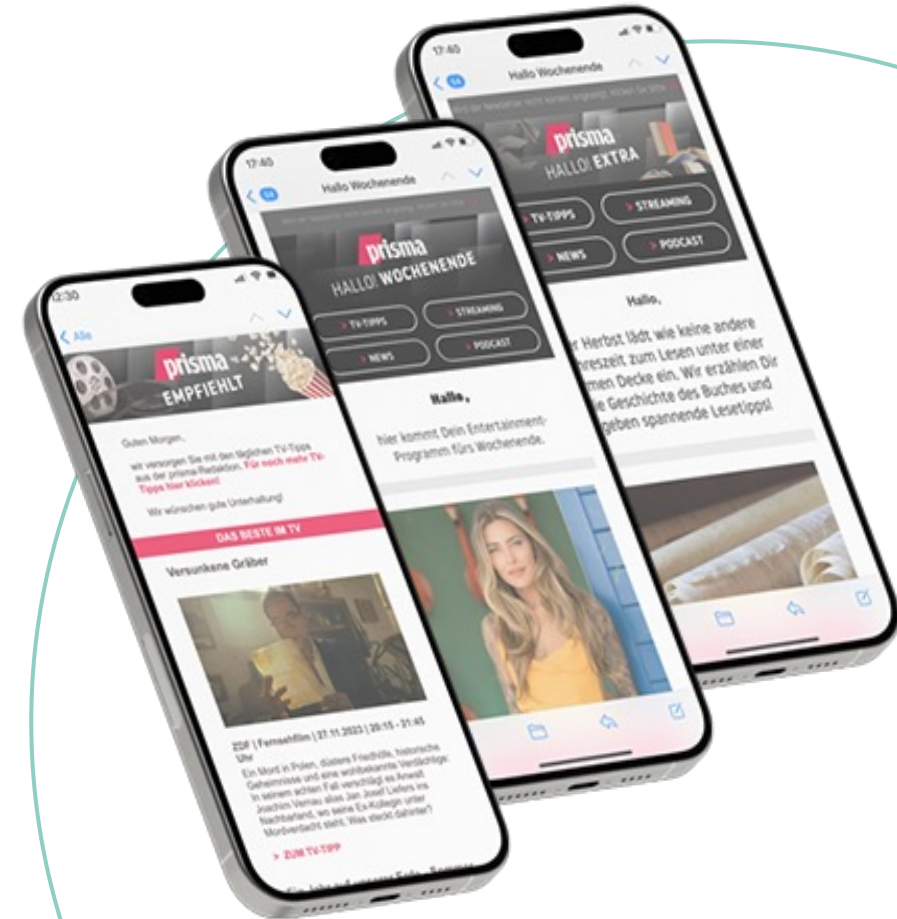 12:30
Alle
prisma
EMPFIEHLT
Guten Morgen,
wir versorgen Sie mit den täglichen TV-Tipps
aus der prisma-Redaktion. Für noch mehr TV-
Tipps hier klicken!
Wir wünschen gute Unterhaltung!
DAS BESTE IM TV
Versunkene Gräber
ZDF | Fernsehfilm | 27.11.2023 | 20:15 - 21:45
Uhr
Ein Mord in Polen, düstere Friedhöfe, historische
Geheimnisse und eine wohlbekannte Verdächtige:
In seinem achten Fall verschlägt es Anwalt
Joachim Vernau alias Jan Josef Liefers ins
Nachbarland, wo seine Ex-Kollegin unter
Mordverdacht steht. Was steckt dahinter?
> ZUM TV-TIPP
17:40
Hallo Wochenende
prisma
HALLO! WOCHENENDE
> TV-TIPPS
> STREAMING
> NEWS
> PODCAST
Hallo,
hier kommt Dein Entertainment-
Programm fürs Wochenende.
17:40
Hallo Wochenende
prisma
HALLO! EXTRA
> TV-TIPPS
> STREAMING
> NEWS
> PODCAST
Hallo,
Herbst lädt wie keine andere
zum Lesen unter einer
Decke ein. Wir erzählen Dir
Geschichte des Buches und
geben spannende Lesetipps!